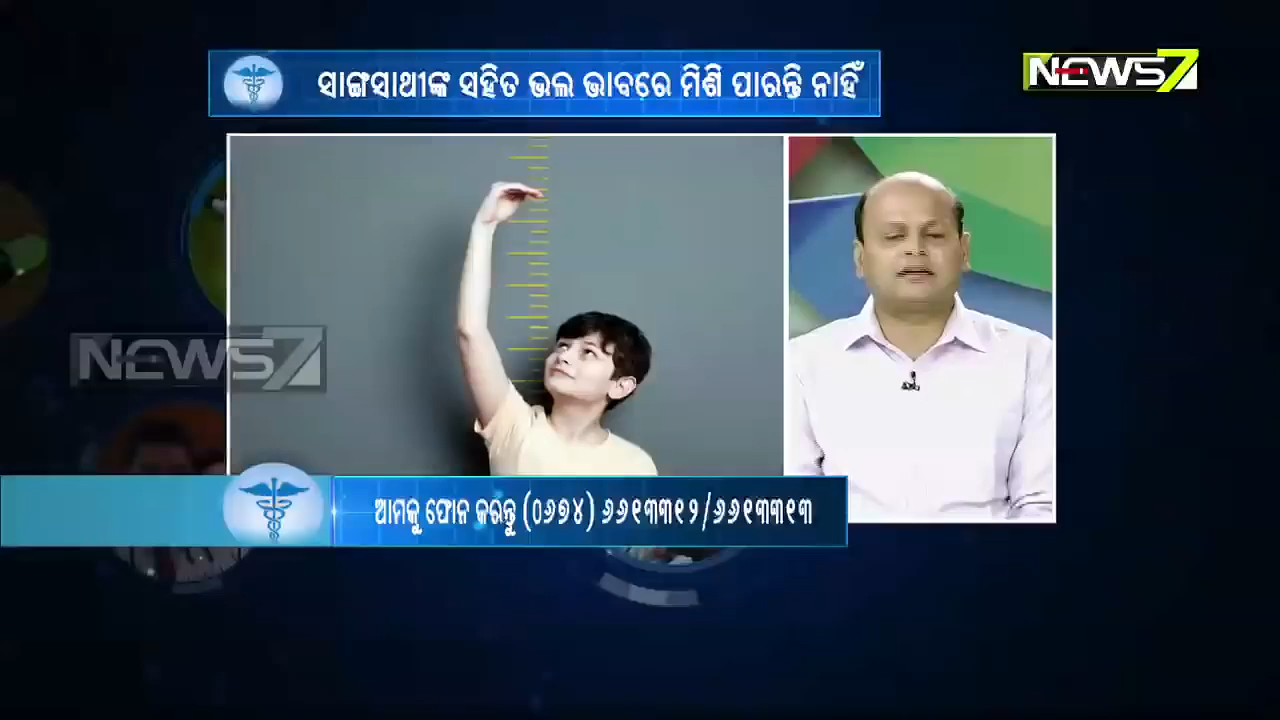 ସାଙ୍ଗସାଥୀଙ୍କ ସହିତ ଭଲ ଭାବରେ ମିଶି ପାରନ୍ତି ନାହିଁ
NEWS7
NEWS7
ଆମକୁ ଫୋନ କରନ୍ତୁ (୦୬୭୪) ୬୬୧୩୩୧୨/୬୬୧୩୩୧୩